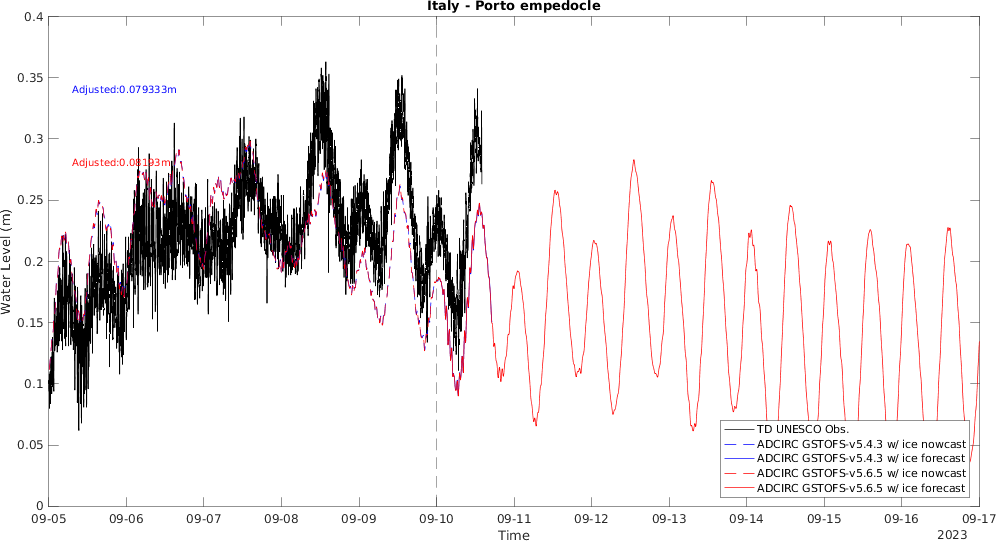 Italy - Porto empedocle
0.4
0.35
0.3
0.25
0.2
0.15
0.1
0.05
0
Water Level (m)
Adjusted:0.079333m
Adjusted:0.08193m
TD UNESCO Obs.
ADCIRC GSTOFS-v5.4.3 w/ ice nowcast
ADCIRC GSTOFS-v5.4.3 w/ ice forecast
ADCIRC GSTOFS-v5.6.5 w/ ice nowcast
ADCIRC GSTOFS-v5.6.5 w/ ice forecast
09-05 09-06 09-07 09-08 09-09 09-10 09-11 09-12 09-13 09-14 09-15 09-16 09-17
Time
2023